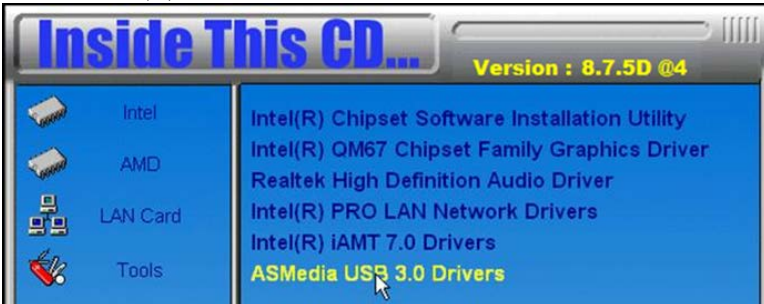 Inside This CD...
Version : 8.7.5D @4
Intel
AMD
LAN Card
Tools
Intel(R) Chipset Software Installation Utility
Intel(R) QM67 Chipset Family Graphics Driver
Realtek High Definition Audio Driver
Intel(R) PRO LAN Network Drivers
Intel(R) iAMT 7.0 Drivers
ASMedia USB 3.0 Drivers